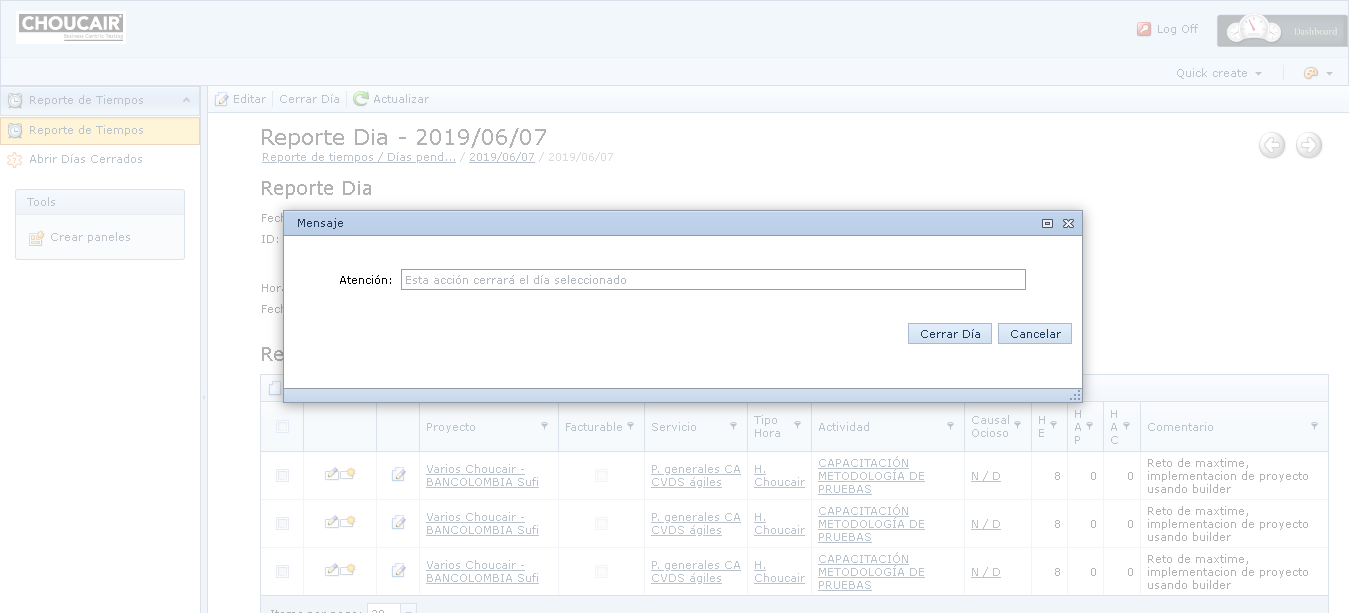 CHOUCAIR
Business Centric Testing
Log Off
Dashboard
Quick create
Reporte de Tiempos
Editar
Cerrar Día
Actualizar
Reporte de Tiempos
Abrir Días Cerrados
Tools
Crear paneles
Reporte Dia - 2019/06/07
Reporte de tiempos / Días pend... / 2019/06/07 / 2019/06/07
Reporte Dia
Fech
ID:
Hora
Fech
Re
Mensaje
Atención: Esta acción cerrará el día seleccionado
Cerrar Día
Cancelar
Proyecto
Facturable
Servicio
Tipo
Hora
Actividad
Causal
Ocioso
H
E
H
A
P
H
A
C
Comentario
Varios Choucair -
BANCOLOMBIA Sufi
P. generales CA
CVDS ágiles
H.
Choucair
CAPACITACIÓN
METODOLOGÍA DE
PRUEBAS
N / D
8
0
0
Reto de maxtime,
implementacion de proyecto
usando builder
Varios Choucair -
BANCOLOMBIA Sufi
P. generales CA
CVDS ágiles
H.
Choucair
CAPACITACIÓN
METODOLOGÍA DE
PRUEBAS
N / D
8
0
0
Reto de maxtime,
implementacion de proyecto
usando builder
Varios Choucair -
BANCOLOMBIA Sufi
P. generales CA
CVDS ágiles
H.
Choucair
CAPACITACIÓN
METODOLOGÍA DE
PRUEBAS
N / D
8
0
0
Reto de maxtime,
implementacion de proyecto
usando builder
Items per page: 20